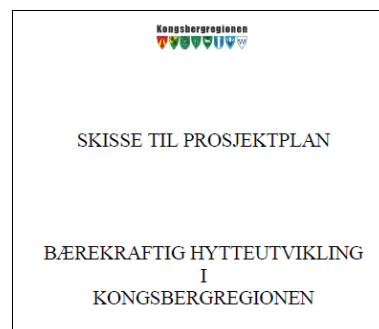 Kongsbergregionen
SKISSE TIL PROSJEKTPLAN
BÆREKRAFTIG HYTTEUTVIKLING
I
KONGSBERGREGIONEN